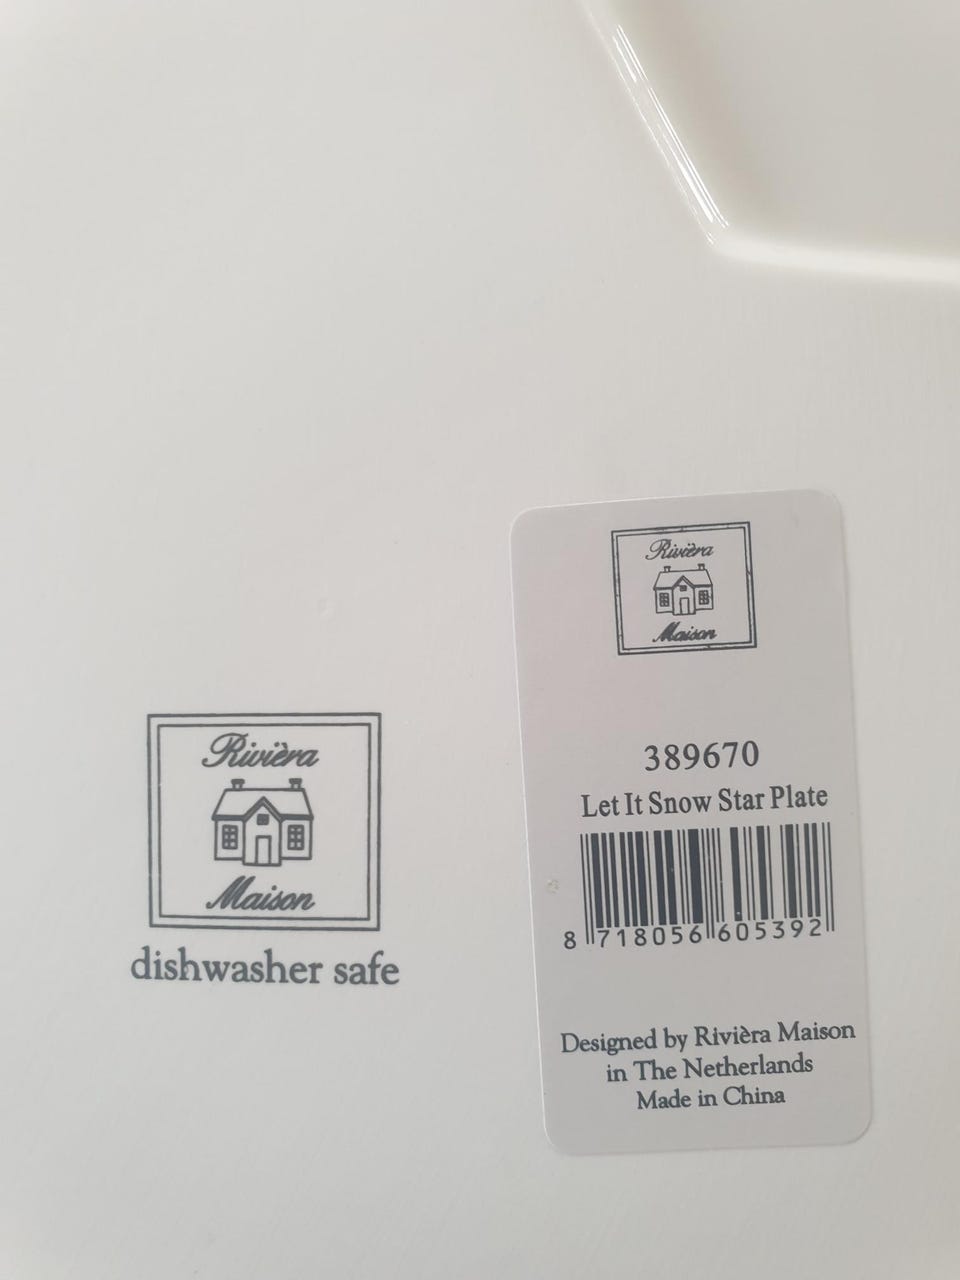 Rivièra
Maison
dishwasher safe
Rivièra
Maison
389670
Let It Snow Star Plate
8 718056 605392
Designed by Rivièra Maison
in The Netherlands
Made in China